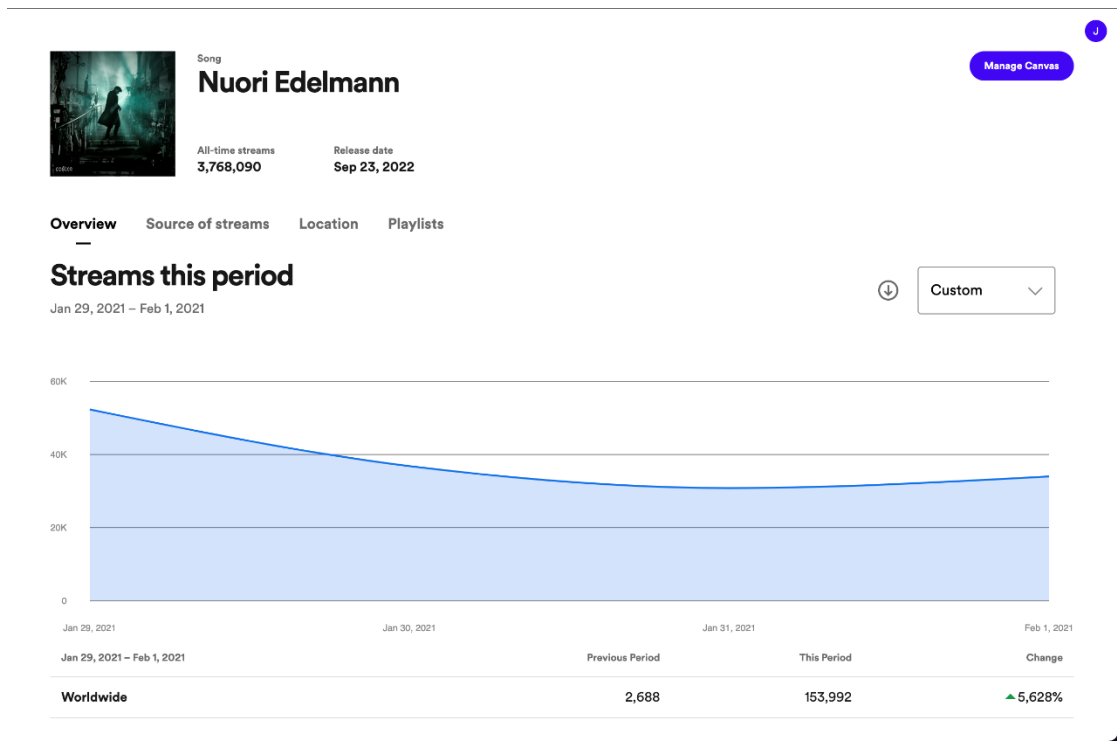 J
Song
Nuori Edelmann
Manage Canvas
All-time streams
Release date
3,768,090
Sep 23, 2022
Overview
Source of streams
Location
Playlists
Streams this period
Jan 29, 2021 – Feb 1, 2021
Custom
60K
40K
20K
0
Jan 29, 2021
Jan 30, 2021
Jan 31, 2021
Feb 1, 2021
Jan 29, 2021 – Feb 1, 2021
Previous Period
This Period
Change
Worldwide
2,688
153,992
5,628%